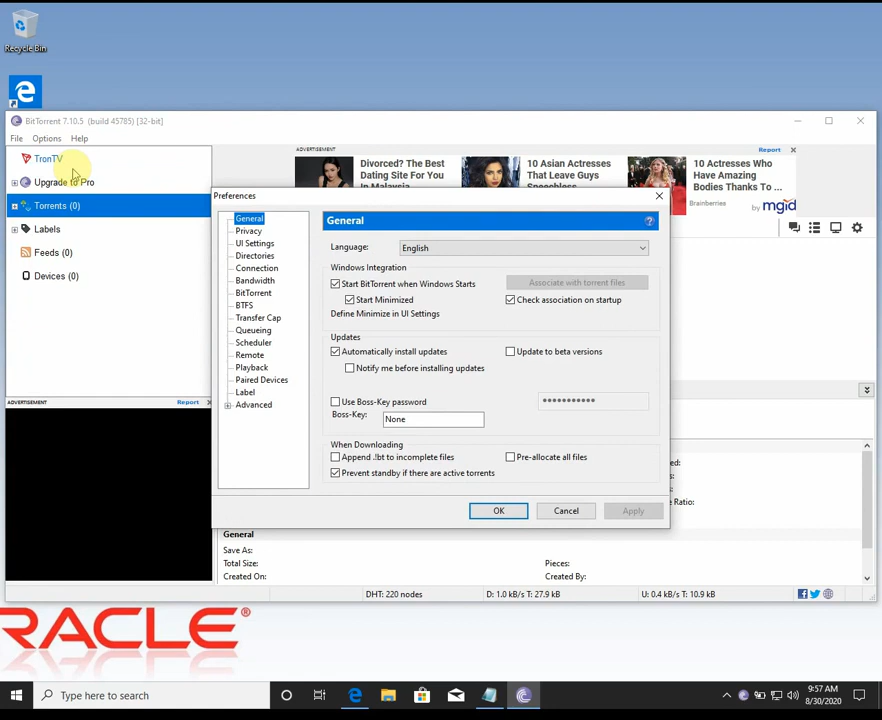 Recycle Bin
BitTorrent 7.10.5 (build 45785) [32-bit]
File Options Help
TronTV
Upgrade to Pro
Torrents (0)
Labels
Feeds (0)
Devices (0)
ADVERTISEMENT
Report
ADVERTISEMENT
Report
Divorced? The Best
Dating Site For Men
in Malaysia
10 Asian Actresses
That Leave Guys
Speechless
10 Actresses Who
Have Amazing
Bodies Thanks To ...
Brainberries
by mgid
Preferences
General
Privacy
UI Settings
Directories
Connection
Bandwidth
BitTorrent
BTFS
Transfer Cap
Queueing
Scheduler
Remote
Playback
Paired Devices
Label
Advanced
General
Language: English
Windows Integration
Start BitTorrent when Windows Starts
Associate with torrent files
Start Minimized
Check association on startup
Define Minimize in UI Settings
Updates
Automatically install updates
Update to beta versions
Notify me before installing updates
Use Boss-Key password
Boss-Key: None
When Downloading
Append .!bt to incomplete files
Pre-allocate all files
Prevent standby if there are active torrents
OK Cancel Apply
General
Save As:
Total Size:
Pieces:
Created On:
Created By:
DHT: 220 nodes
D: 1.0 kB/s T: 27.9 kB
U: 0.4 kB/s T: 10.9 kB
RACLE®
Type here to search
9:57 AM
8/30/2020